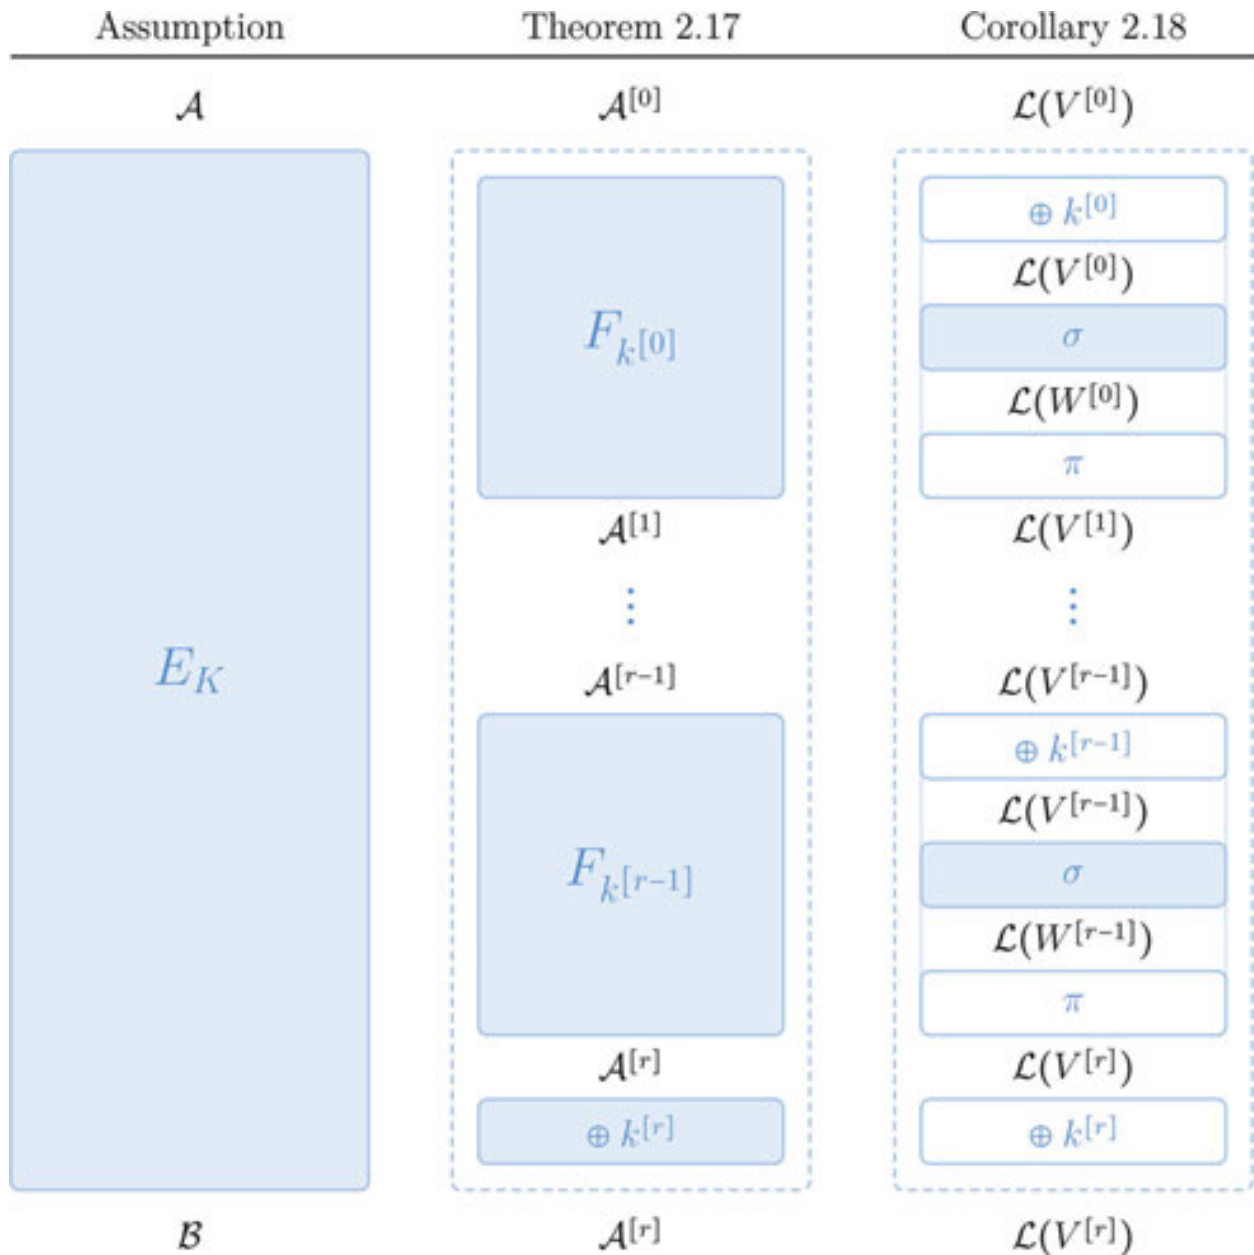 Assumption Theorem 2.17 Corollary 2.18
𝒜 𝒜^[0] ℒ(V^[0])
⊕ k^[0]
ℒ(V^[0])
F_k^[0] σ
ℒ(W^[0])
π
𝒜^[1] ℒ(V^[1])
⋮ ⋮
E_K 𝒜^[r−1] ℒ(V^[r−1])
⊕ k^[r−1]
ℒ(V^[r−1])
F_k^[r−1] σ
ℒ(W^[r−1])
π
𝒜^[r] ℒ(V^[r])
⊕ k^[r] ⊕ k^[r]
ℬ 𝒜^[r] ℒ(V^[r])